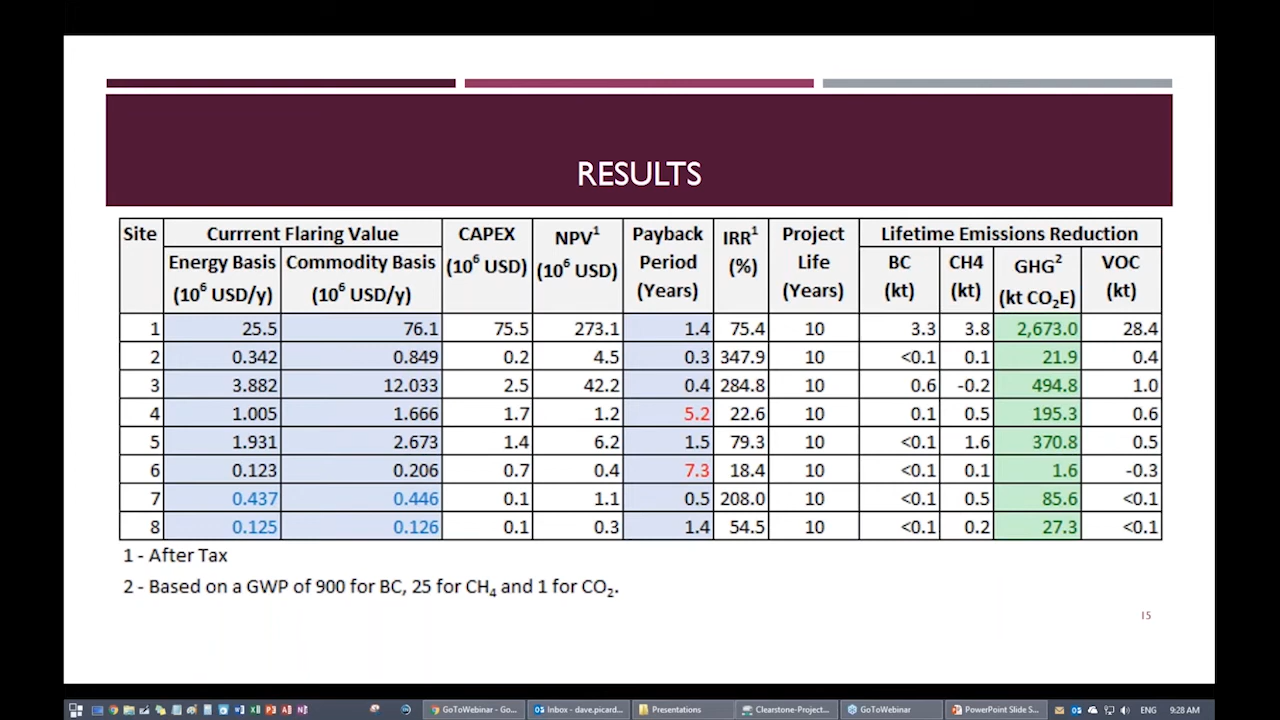 RESULTS
Site Currrent Flaring Value CAPEX (10⁶ USD) NPV¹ (10⁶ USD) Payback Period (Years) IRR¹ (%) Project Life (Years) Lifetime Emissions Reduction
Energy Basis (10⁶ USD/y) Commodity Basis (10⁶ USD/y) BC (kt) CH4 (kt) GHG² (kt CO₂E) VOC (kt)
1 25.5 76.1 75.5 273.1 1.4 75.4 10 3.3 3.8 2,673.0 28.4
2 0.342 0.849 0.2 4.5 0.3 347.9 10 <0.1 0.1 21.9 0.4
3 3.882 12.033 2.5 42.2 0.4 284.8 10 0.6 -0.2 494.8 1.0
4 1.005 1.666 1.7 1.2 5.2 22.6 10 0.1 0.5 195.3 0.6
5 1.931 2.673 1.4 6.2 1.5 79.3 10 <0.1 1.6 370.8 0.5
6 0.123 0.206 0.7 0.4 7.3 18.4 10 <0.1 0.1 1.6 -0.3
7 0.437 0.446 0.1 1.1 0.5 208.0 10 <0.1 0.5 85.6 <0.1
8 0.125 0.126 0.1 0.3 1.4 54.5 10 <0.1 0.2 27.3 <0.1
1 - After Tax
2 - Based on a GWP of 900 for BC, 25 for CH₄ and 1 for CO₂.
15
GoToWebinar - Go... Inbox - dave.picard... Presentations Clearstone-Project... GoToWebinar PowerPoint Slide S... ENG 9:28 AM